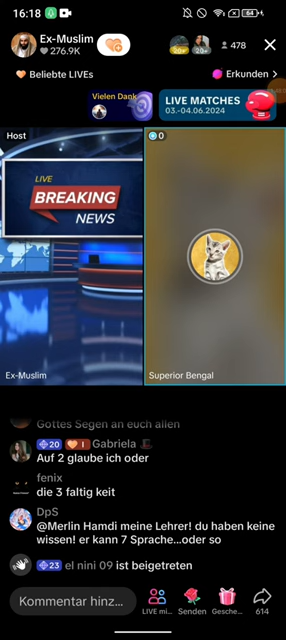 16:18
64
Ex-Muslim
276.9K
20+
20+
478
Beliebte LIVEs
Erkunden >
Vielen Dank
LIVE MATCHES
03.-04.06.2024
Host
0
LIVE
BREAKING
NEWS
Ex-Muslim
Superior Bengal
Gottes Segen an euch allen
20 I Gabriela
Auf 2 glaube ich oder
fenix
die 3 faltig keit
DpS
@Merlin Hamdi meine Lehrer! du haben keine
wissen! er kann 7 Sprache...oder so
23 el nini 09 ist beigetreten
Kommentar hinz...
LIVE mi...
Senden
Gesche...
614